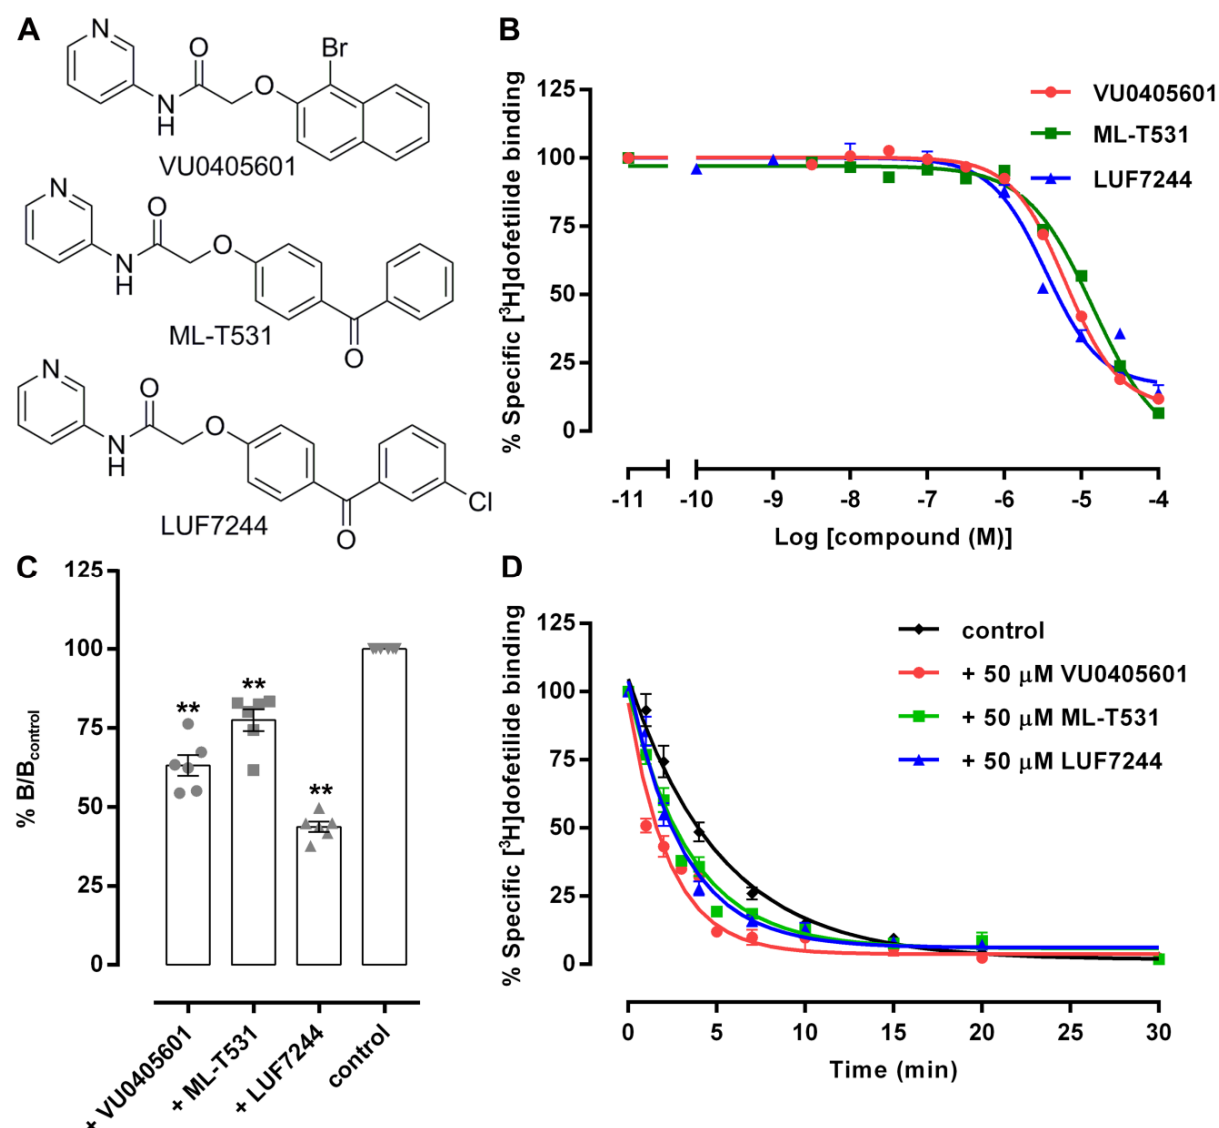 A
N
O
Br
N
H
O
VU0405601
N
O
N
H
O
O
ML-T531
N
O
N
H
O
O
Cl
LUF7244
B
% Specific [³H]dofetilide binding
125
100
75
50
25
0
VU0405601
ML-T531
LUF7244
-11 -10 -9 -8 -7 -6 -5 -4
Log [compound (M)]
C
% B/Bcontrol
125
100
75
50
25
0
**
**
**
+ VU0405601
+ ML-T531
+ LUF7244
control
D
% Specific [³H]dofetilide binding
125
100
75
50
25
0
control
+ 50 μM VU0405601
+ 50 μM ML-T531
+ 50 μM LUF7244
0 5 10 15 20 25 30
Time (min)